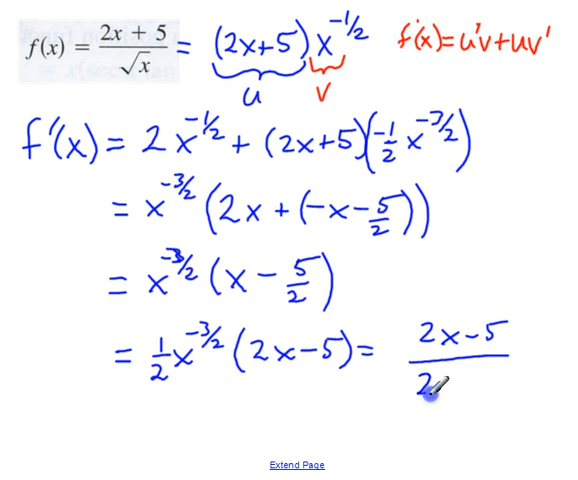 f(x) = (2x + 5)/√x = (2x+5) x^(-1/2)   f'(x) = u'v + uv'
u   v
f'(x) = 2x^(-1/2) + (2x+5)(-1/2 x^(-3/2))
= x^(-3/2) (2x + (-x - 5/2))
= x^(-3/2) (x - 5/2)
= 1/2 x^(-3/2) (2x-5) = (2x-5)/2
Extend Page